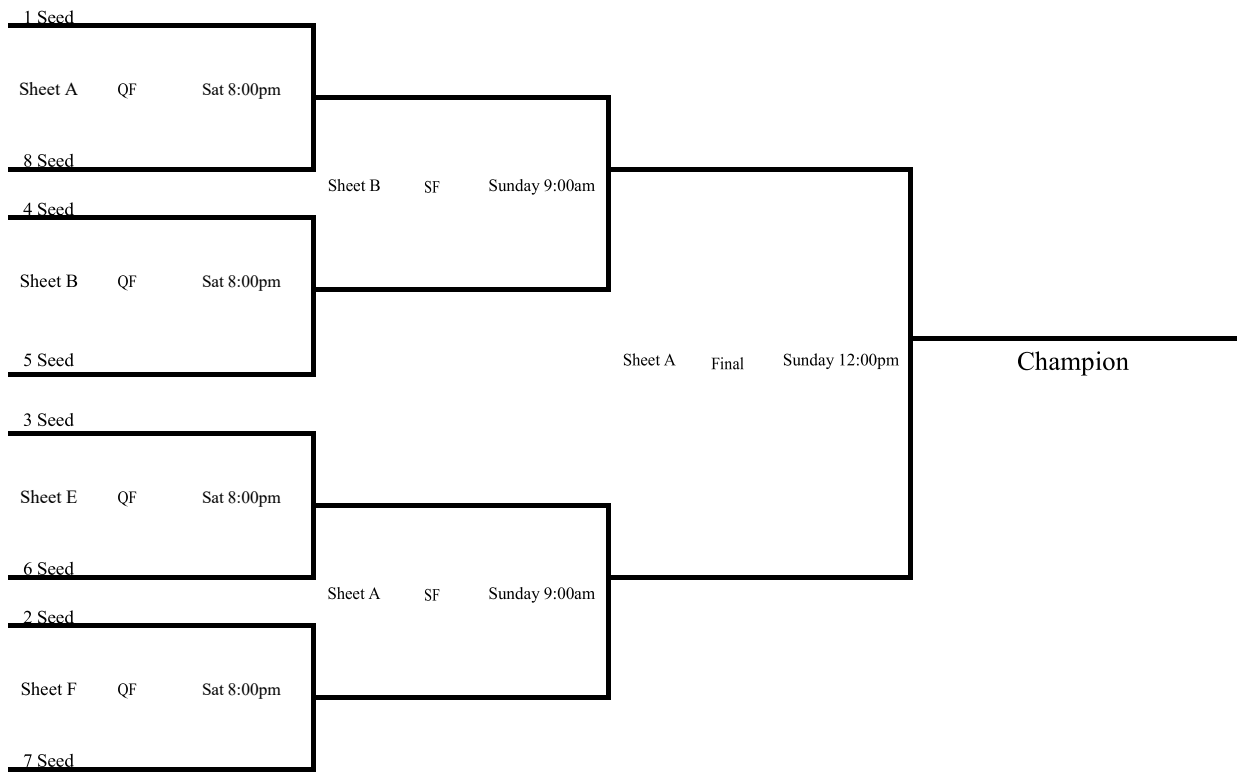 1 Seed
Sheet A QF Sat 8:00pm
8 Seed
Sheet B SF Sunday 9:00am
4 Seed
Sheet B QF Sat 8:00pm
5 Seed
Sheet A Final Sunday 12:00pm
Champion
3 Seed
Sheet E QF Sat 8:00pm
6 Seed
Sheet A SF Sunday 9:00am
2 Seed
Sheet F QF Sat 8:00pm
7 Seed